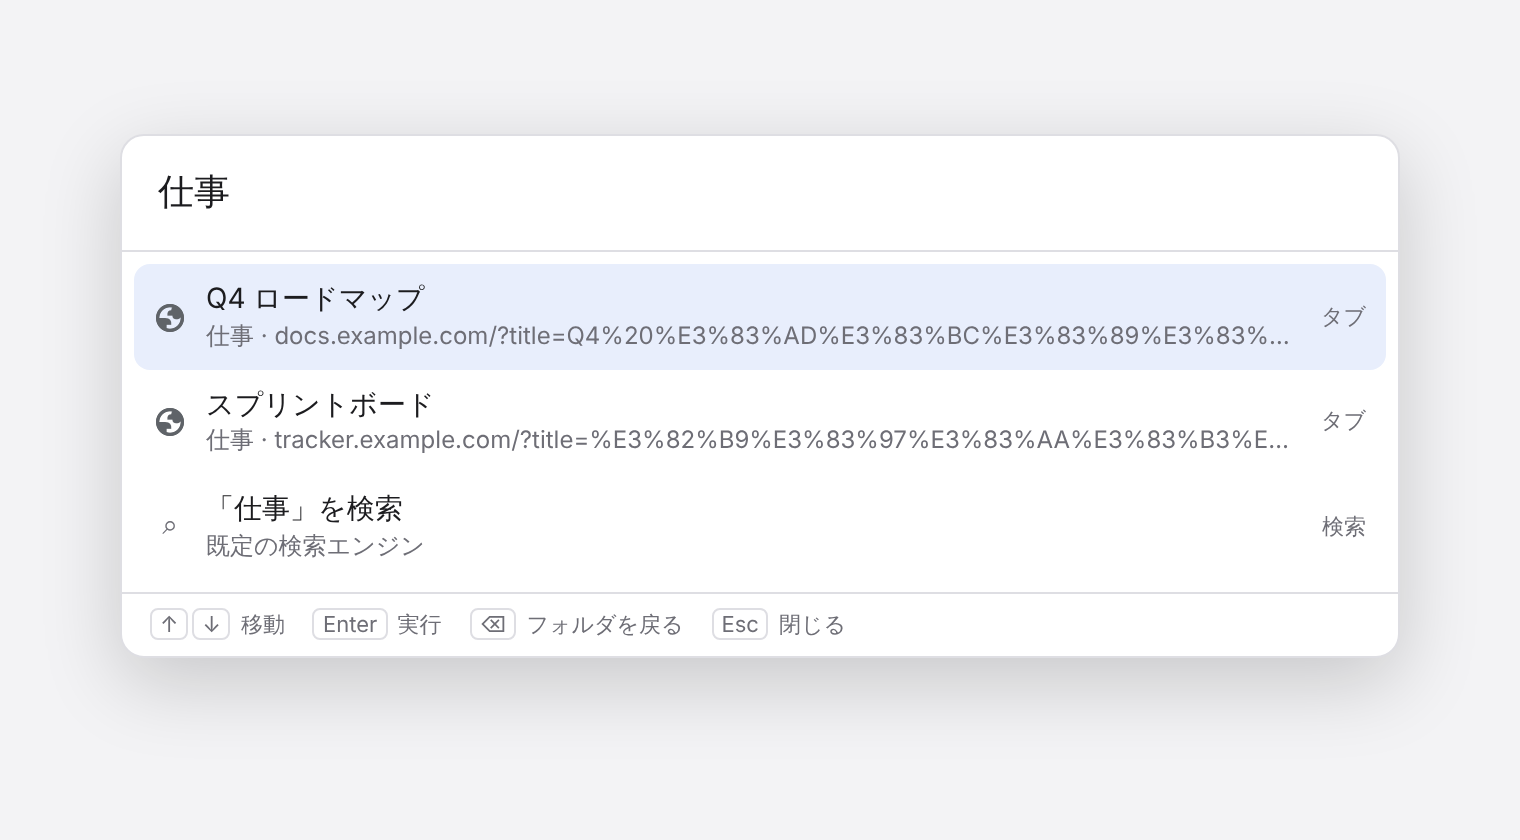 仕事
Q4 ロードマップ
仕事 · docs.example.com/?title=Q4%20%E3%83%AD%E3%83%BC%E3%83%89%E3%83%... タブ
スプリントボード
仕事 · tracker.example.com/?title=%E3%82%B9%E3%83%97%E3%83%AA%E3%83%B3%E... タブ
「仕事」を検索
既定の検索エンジン 検索
↑ ↓ 移動 Enter 実行 ⌫ フォルダを戻る Esc 閉じる